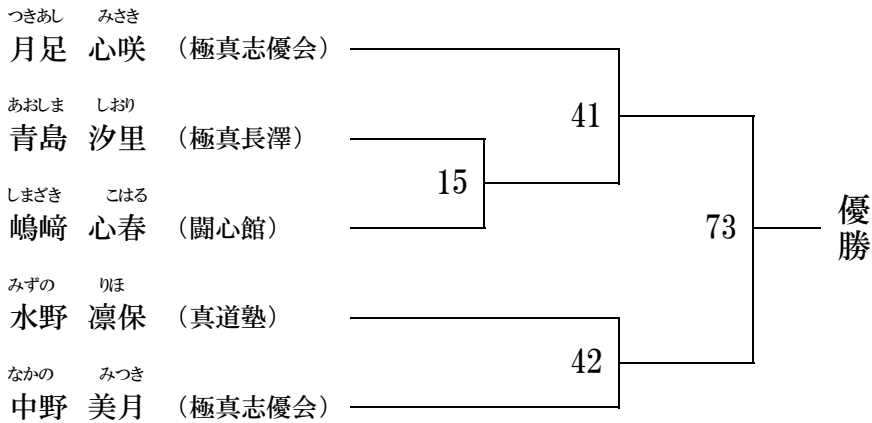 つきあし みさき
月足 心咲 （極真志優会）
41
あおしま しおり
青島 汐里 （極真長澤）
15
しまざき こはる
嶋﨑 心春 （闘心館）
73
優勝
みずの りほ
水野 凛保 （真道塾）
42
なかの みつき
中野 美月 （極真志優会）